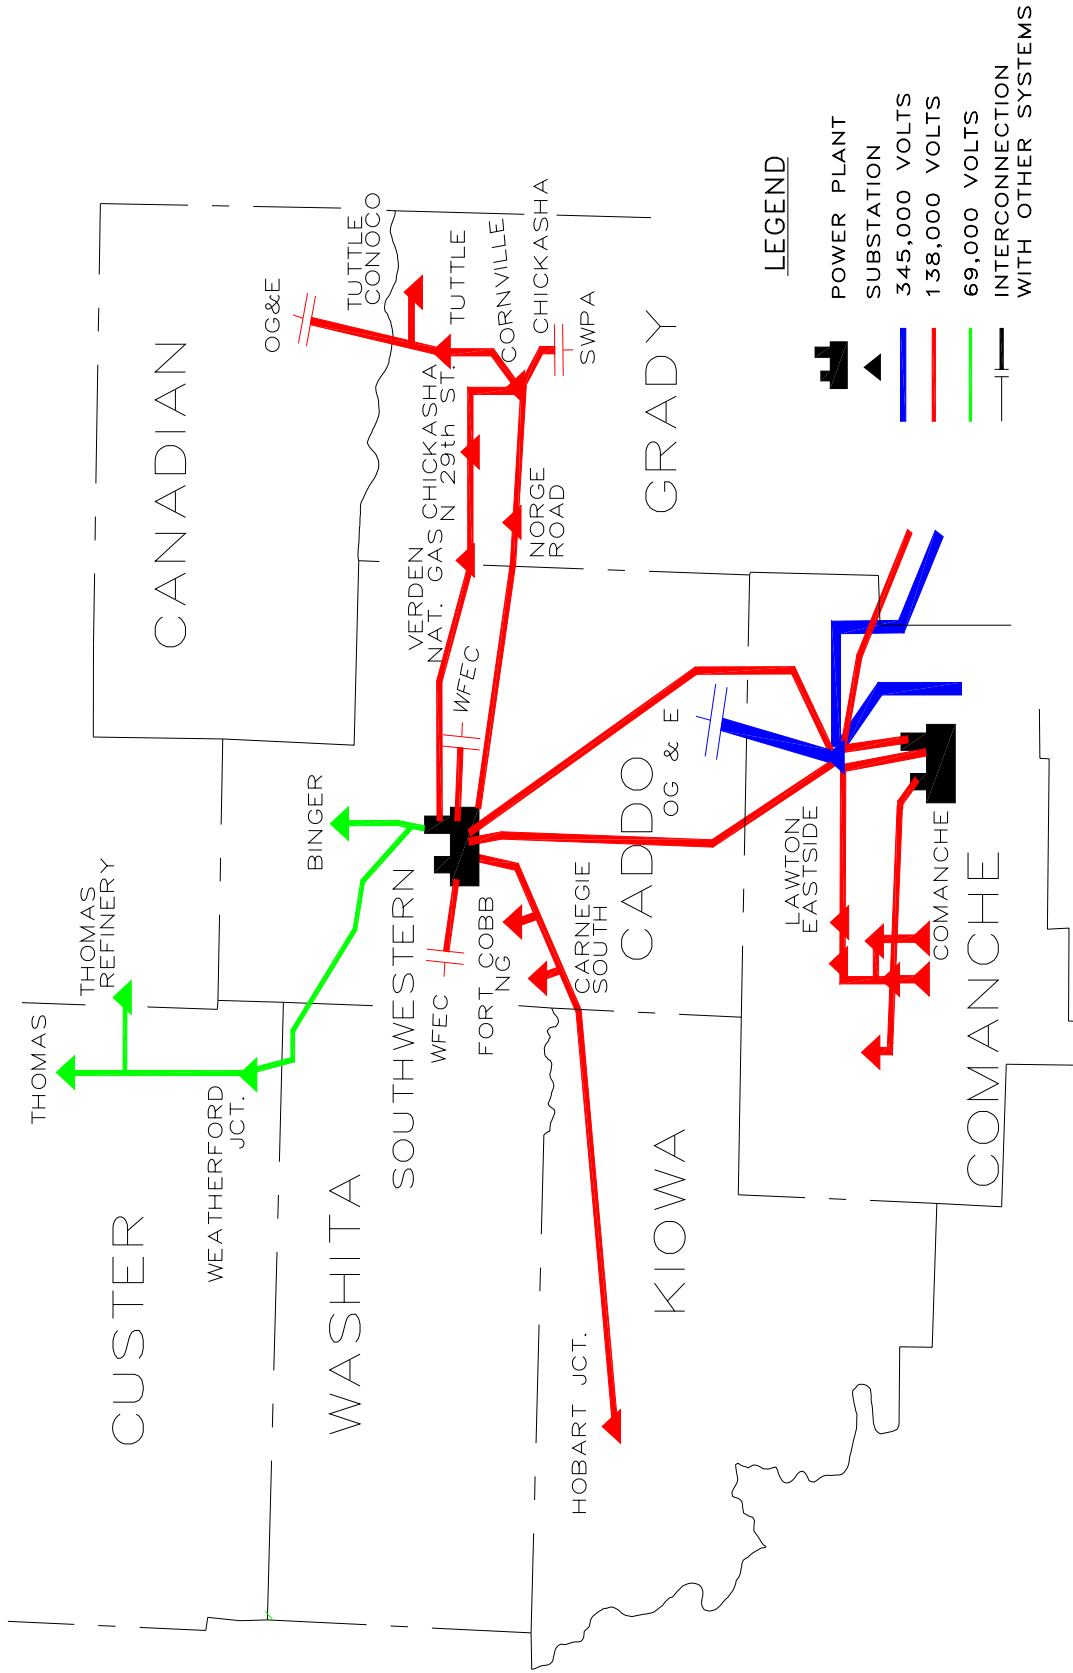 CUSTER
THOMAS
THOMAS
REFINERY
WEATHERFORD
JCT.
CANADIAN
OG&E
TUTTLE
CONOCO
WASHITA
SOUTHWESTERN
BINGER
WFEC
WFEC
VERDEN
NAT. GAS
CHICKASHA
N 29th ST.
TUTTLE
CORNVILLE
CHICKASHA
SWPA
NORGE
ROAD
GRADY
FORT COBB
NG
CARNEGIE
SOUTH
CADDO
OG & E
HOBART JCT.
KIOWA
LAWTON
EASTSIDE
COMANCHE
COMANCHE
LEGEND
POWER PLANT
SUBSTATION
345,000 VOLTS
138,000 VOLTS
69,000 VOLTS
INTERCONNECTION
WITH OTHER SYSTEMS